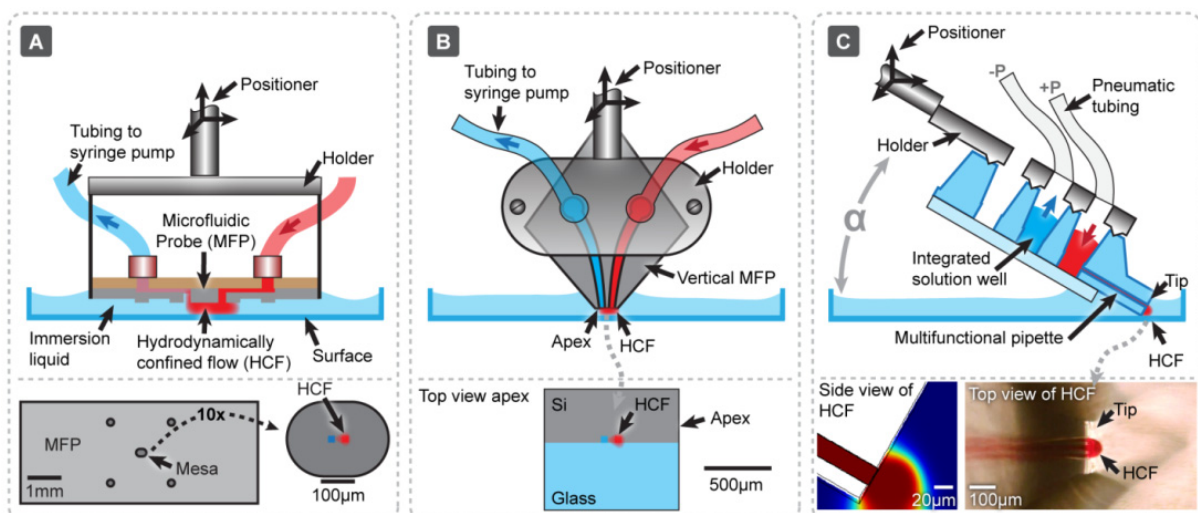 A
Positioner
Tubing to
syringe pump
Holder
Microfluidic
Probe (MFP)
Immersion
liquid
Hydrodynamically
confined flow (HCF)
Surface
HCF
10x
MFP
Mesa
1mm
100μm
B
Tubing to
syringe pump
Positioner
Holder
Vertical MFP
Apex
HCF
Top view apex
Si
HCF
Apex
Glass
500μm
C
Positioner
-P
+P
Pneumatic
tubing
Holder
α
Integrated
solution well
Tip
Multifunctional pipette
HCF
Side view of
HCF
20μm
Top view of HCF
Tip
HCF
100μm